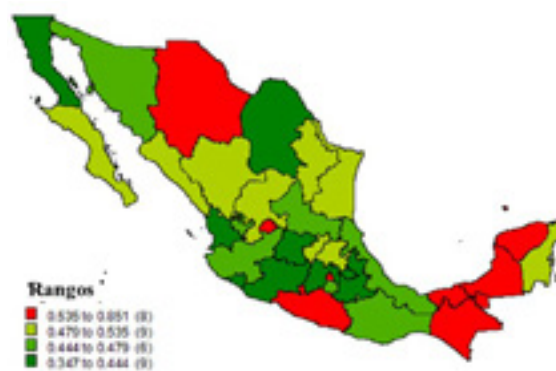 Rangos
0.535 to 0.851 (8)
0.479 to 0.535 (9)
0.444 to 0.479 (6)
0.347 to 0.444 (9)